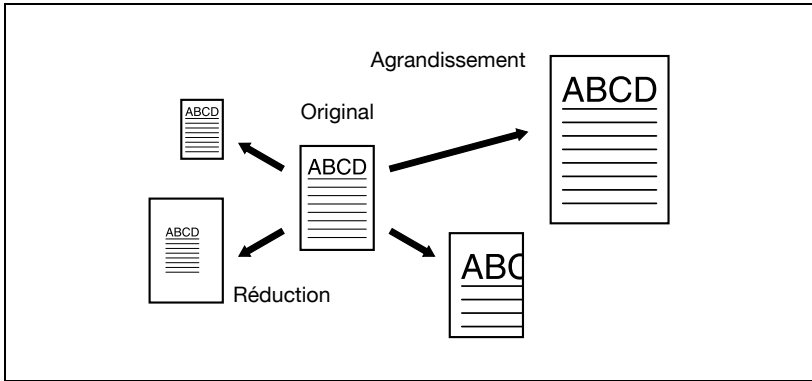 Agrandissement
ABCD
Original
ABCD
ABCD
ABCD
Réduction
ABC